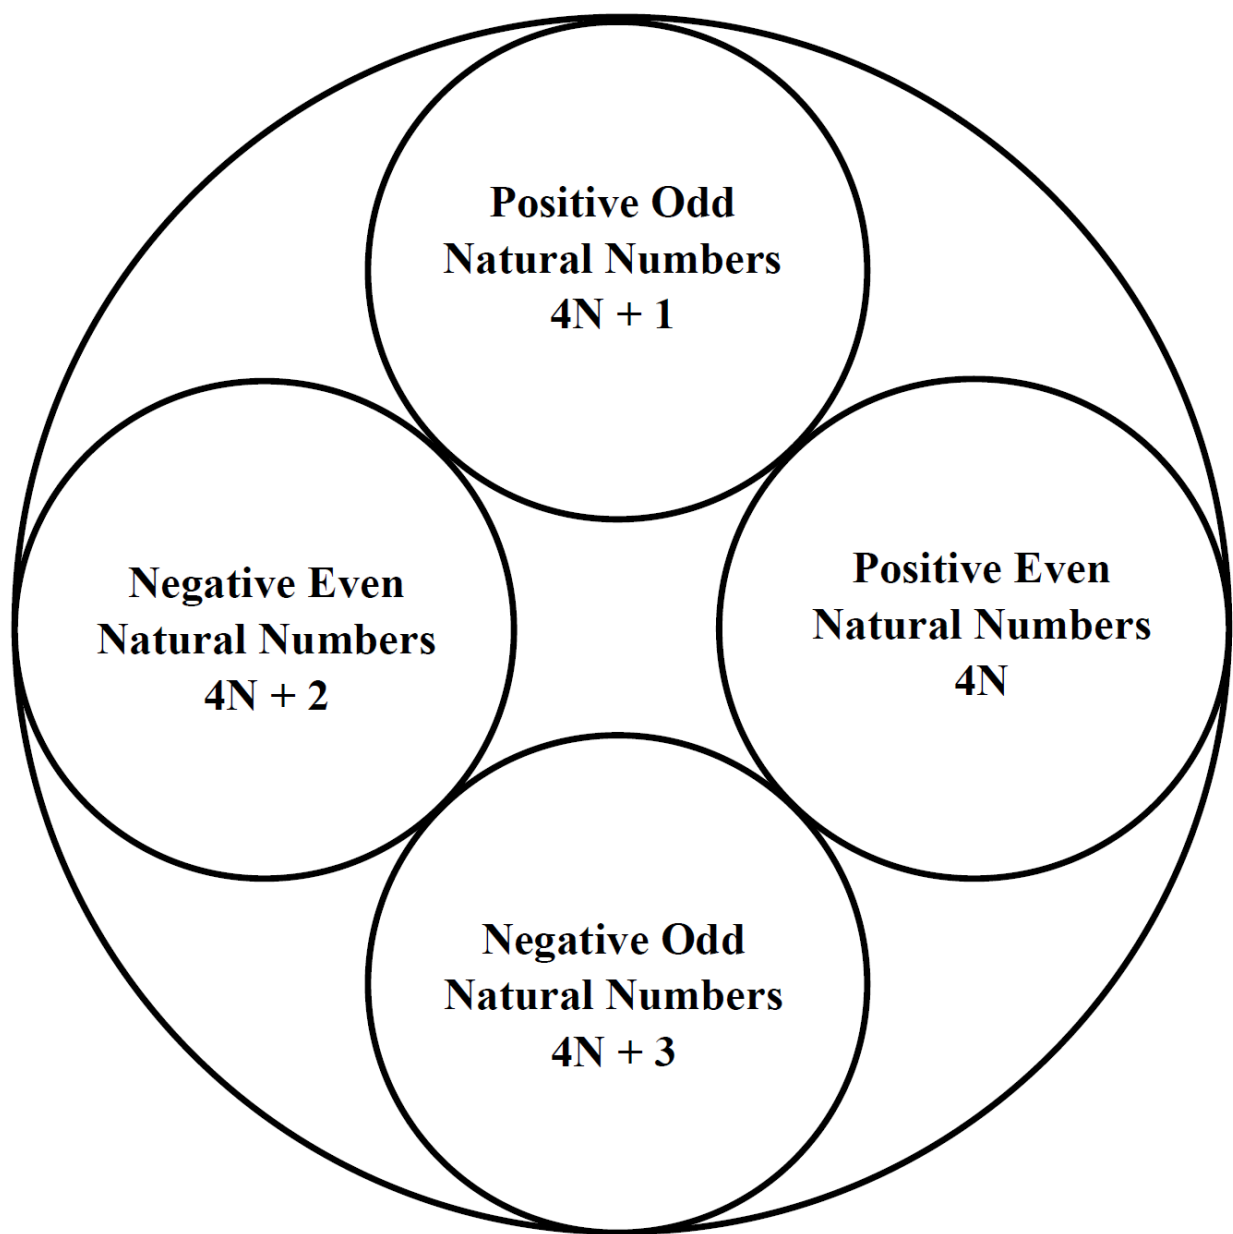 Positive Odd
Natural Numbers
4N + 1
Negative Even
Natural Numbers
4N + 2
Positive Even
Natural Numbers
4N
Negative Odd
Natural Numbers
4N + 3